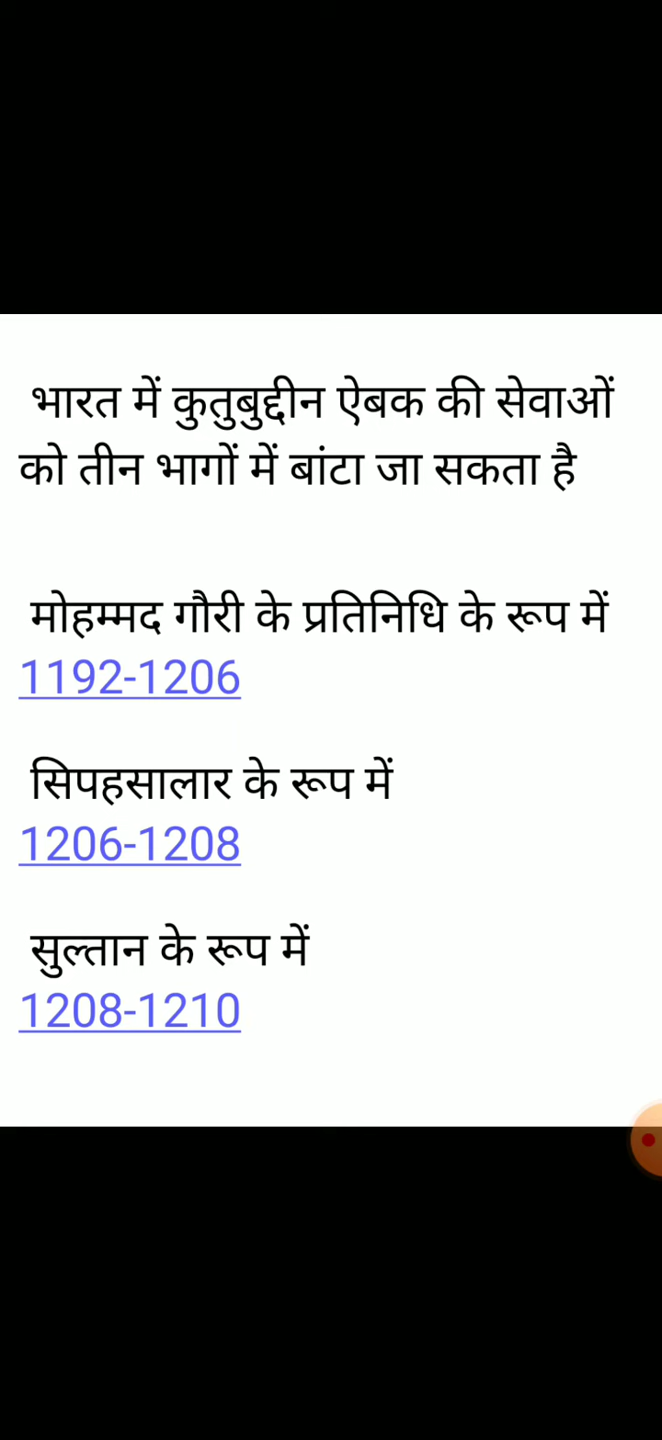 भारत में कुतुबुद्दीन ऐबक की सेवाओं
को तीन भागों में बांटा जा सकता है
मोहम्मद गौरी के प्रतिनिधि के रूप में
1192-1206
सिपहसालार के रूप में
1206-1208
सुल्तान के रूप में
1208-1210